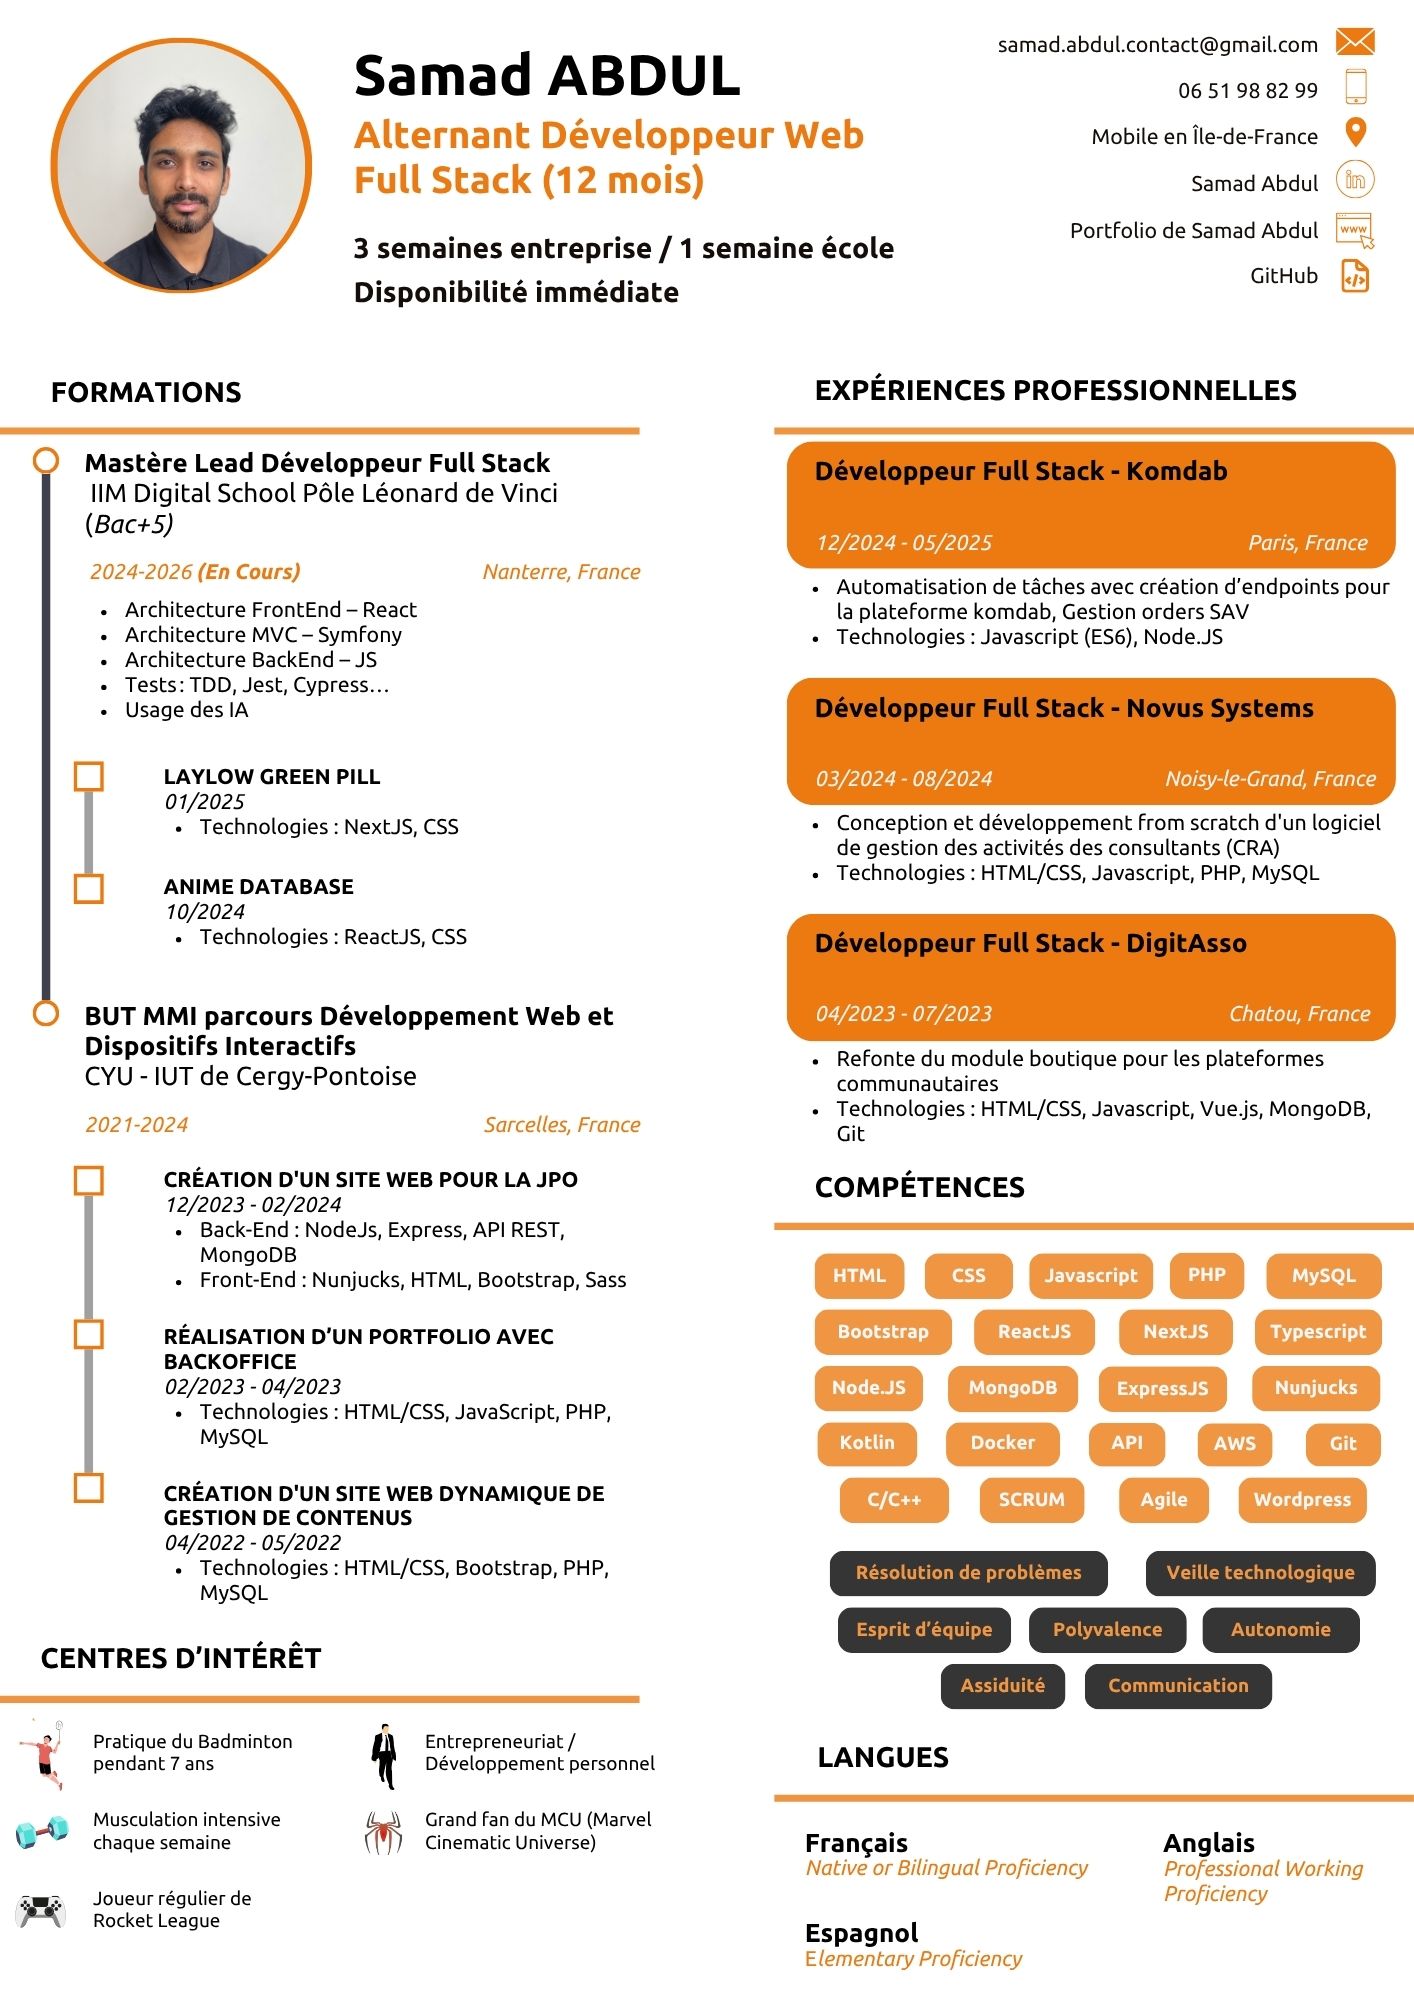 Samad ABDUL
Alternant Développeur Web
Full Stack (12 mois)
3 semaines entreprise / 1 semaine école
Disponibilité immédiate
samad.abdul.contact@gmail.com
06 51 98 82 99
Mobile en Île-de-France
Samad Abdul
in
Portfolio de Samad Abdul
www
GitHub
FORMATIONS
Mastère Lead Développeur Full Stack
IIM Digital School Pôle Léonard de Vinci
(Bac+5)
2024-2026 (En Cours) Nanterre, France
• Architecture FrontEnd – React
• Architecture MVC – Symfony
• Architecture BackEnd – JS
• Tests : TDD, Jest, Cypress…
• Usage des IA
LAYLOW GREEN PILL
01/2025
• Technologies : NextJS, CSS
ANIME DATABASE
10/2024
• Technologies : ReactJS, CSS
BUT MMI parcours Développement Web et
Dispositifs Interactifs
CYU - IUT de Cergy-Pontoise
2021-2024 Sarcelles, France
CRÉATION D'UN SITE WEB POUR LA JPO
12/2023 - 02/2024
• Back-End : NodeJs, Express, API REST,
MongoDB
• Front-End : Nunjucks, HTML, Bootstrap, Sass
RÉALISATION D’UN PORTFOLIO AVEC
BACKOFFICE
02/2023 - 04/2023
• Technologies : HTML/CSS, JavaScript, PHP,
MySQL
CRÉATION D'UN SITE WEB DYNAMIQUE DE
GESTION DE CONTENUS
04/2022 - 05/2022
• Technologies : HTML/CSS, Bootstrap, PHP,
MySQL
CENTRES D’INTÉRÊT
Pratique du Badminton
pendant 7 ans
Entrepreneuriat /
Développement personnel
Musculation intensive
chaque semaine
Grand fan du MCU (Marvel
Cinematic Universe)
Joueur régulier de
Rocket League
EXPÉRIENCES PROFESSIONNELLES
Développeur Full Stack - Komdab
12/2024 - 05/2025 Paris, France
• Automatisation de tâches avec création d’endpoints pour
la plateforme komdab, Gestion orders SAV
• Technologies : Javascript (ES6), Node.JS
Développeur Full Stack - Novus Systems
03/2024 - 08/2024 Noisy-le-Grand, France
• Conception et développement from scratch d'un logiciel
de gestion des activités des consultants (CRA)
• Technologies : HTML/CSS, Javascript, PHP, MySQL
Développeur Full Stack - DigitAsso
04/2023 - 07/2023 Chatou, France
• Refonte du module boutique pour les plateformes
communautaires
• Technologies : HTML/CSS, Javascript, Vue.js, MongoDB,
Git
COMPÉTENCES
HTML CSS Javascript PHP MySQL
Bootstrap ReactJS NextJS Typescript
Node.JS MongoDB ExpressJS Nunjucks
Kotlin Docker API AWS Git
C/C++ SCRUM Agile Wordpress
Résolution de problèmes Veille technologique
Esprit d’équipe Polyvalence Autonomie
Assiduité Communication
LANGUES
Français
Native or Bilingual Proficiency
Anglais
Professional Working
Proficiency
Espagnol
Elementary Proficiency